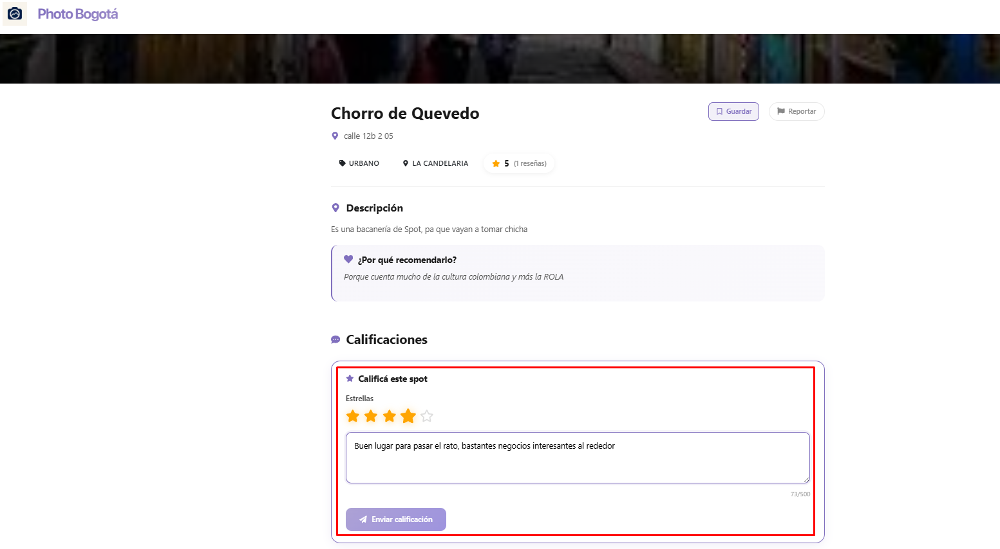 Photo Bogotá
Chorro de Quevedo
Guardar
Reportar
calle 12b 2 05
URBANO
LA CANDELARIA
5 (1 reseñas)
Descripción
Es una bacanería de Spot, pa que vayan a tomar chicha
¿Por qué recomendarlo?
Porque cuenta mucho de la cultura colombiana y más la ROLA
Calificaciones
Calificá este spot
Estrellas
Buen lugar para pasar el rato, bastantes negocios interesantes al rededor
73/500
Enviar calificación